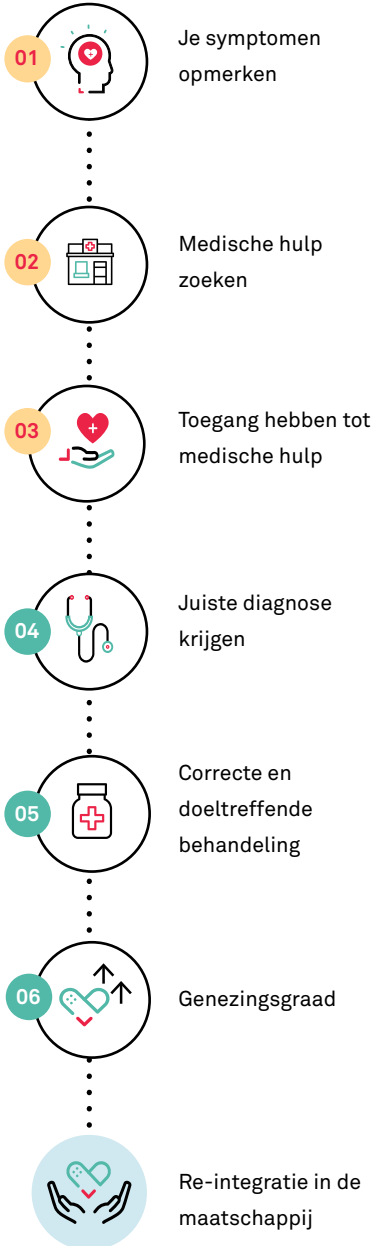 01
Je symptomen
opmerken
02
Medische hulp
zoeken
03
Toegang hebben tot
medische hulp
04
Juiste diagnose
krijgen
05
Correcte en
doeltreffende
behandeling
06
Genezingsgraad
Re-integratie in de
maatschappij